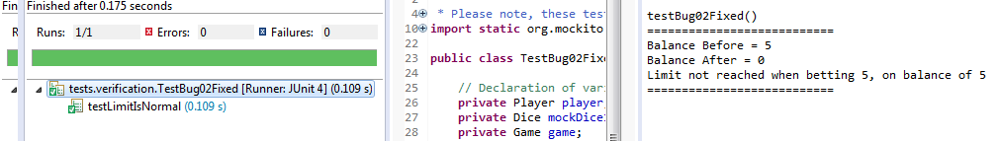 Fin
Finished after 0.175 seconds
R
Runs: 1/1 Errors: 0 Failures: 0
tests.verification.TestBug02Fixed [Runner: JUnit 4] (0.109 s)
testLimitIsNormal (0.109 s)
4 * Please note, these tes
10 import static org.mockito
22
23 public class TestBug02Fixe
24
25 // Declaration of var
26 private Player player
27 private Dice mockDice
28 private Game game;
testBug02Fixed()
===========================
Balance Before = 5
Balance After = 0
Limit not reached when betting 5, on balance of 5
===========================